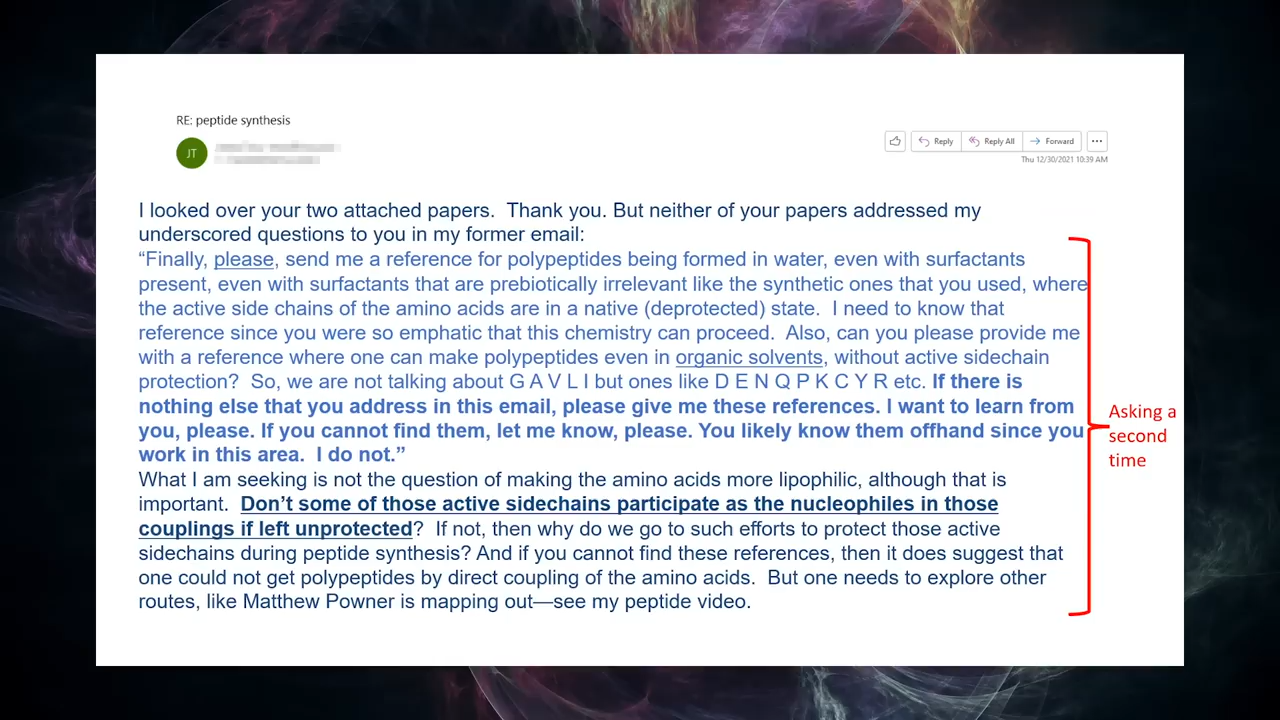 RE: peptide synthesis
JT
Reply
Reply All
Forward
Thu 12/30/2021 10:39 AM
I looked over your two attached papers.  Thank you. But neither of your papers addressed my
underscored questions to you in my former email:
“Finally, please, send me a reference for polypeptides being formed in water, even with surfactants
present, even with surfactants that are prebiotically irrelevant like the synthetic ones that you used, where
the active side chains of the amino acids are in a native (deprotected) state.  I need to know that
reference since you were so emphatic that this chemistry can proceed.  Also, can you please provide me
with a reference where one can make polypeptides even in organic solvents, without active sidechain
protection?  So, we are not talking about G A V L I but ones like D E N Q P K C Y R etc. If there is
nothing else that you address in this email, please give me these references. I want to learn from
you, please. If you cannot find them, let me know, please. You likely know them offhand since you
work in this area.  I do not.”
What I am seeking is not the question of making the amino acids more lipophilic, although that is
important.  Don’t some of those active sidechains participate as the nucleophiles in those
couplings if left unprotected?  If not, then why do we go to such efforts to protect those active
sidechains during peptide synthesis? And if you cannot find these references, then it does suggest that
one could not get polypeptides by direct coupling of the amino acids.  But one needs to explore other
routes, like Matthew Powner is mapping out—see my peptide video.
Asking a
second
time